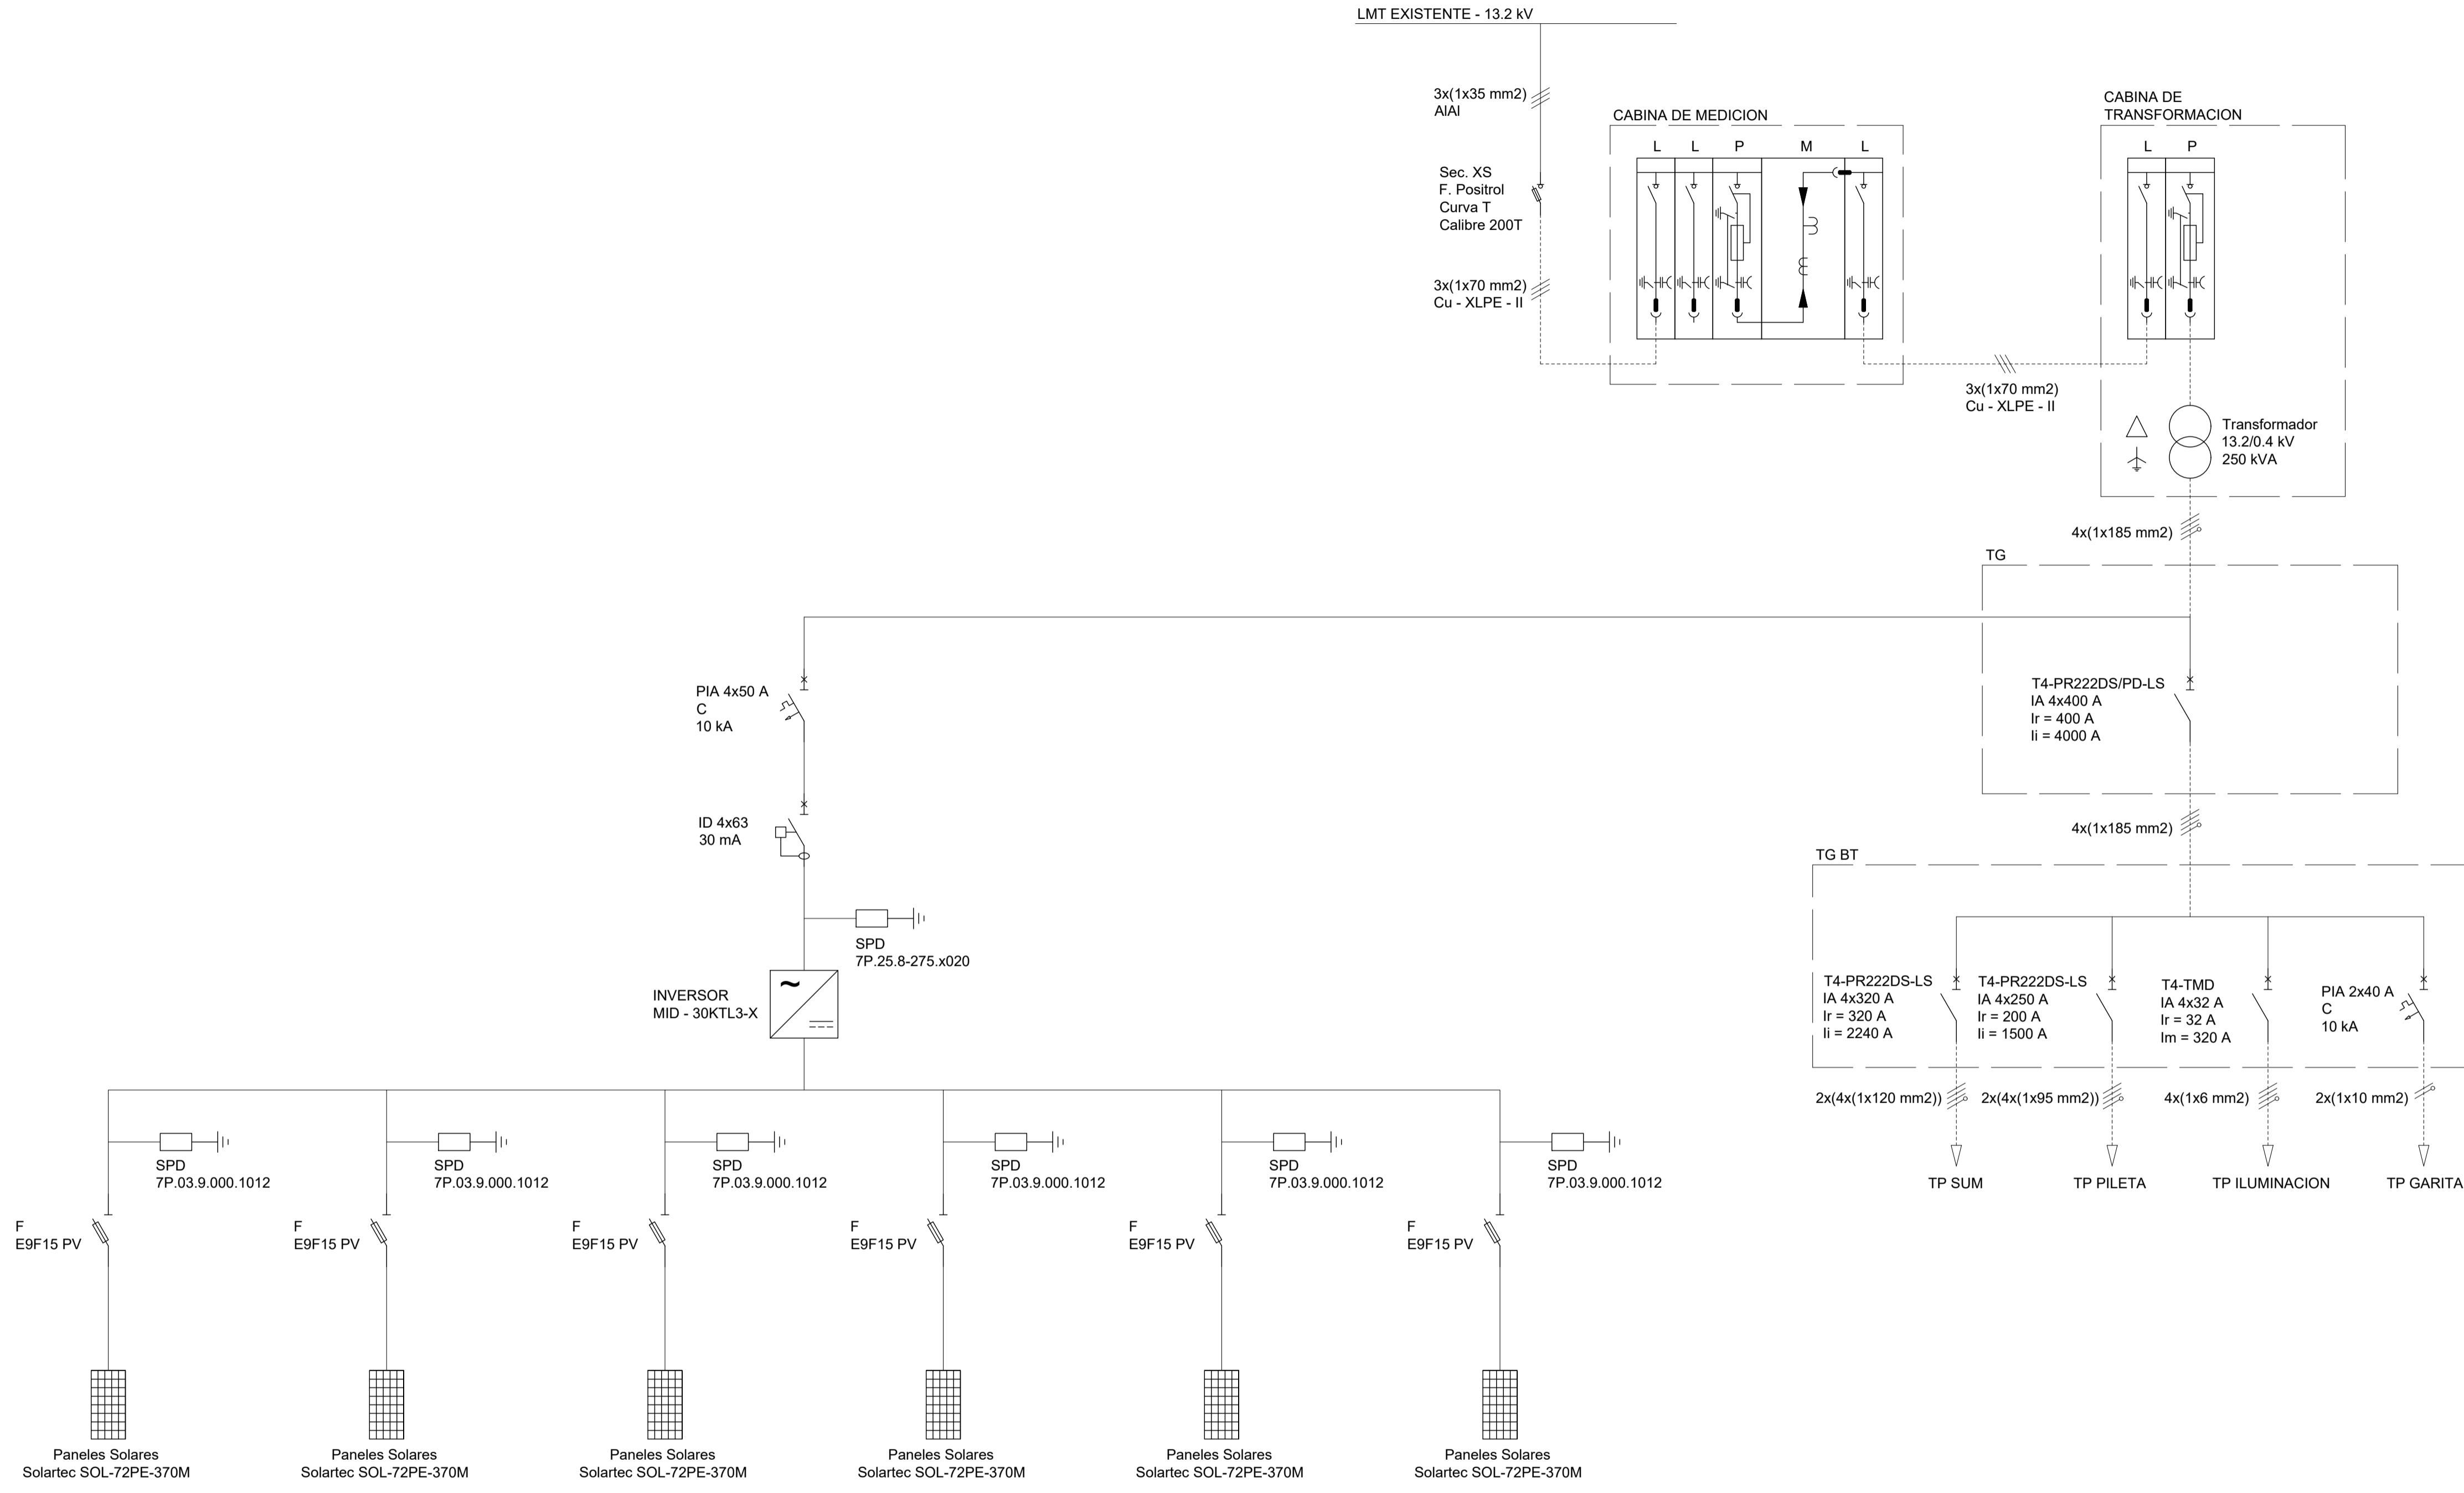 LMT EXISTENTE - 13.2 kV
3x(1x35 mm2)
AlAl
Sec. XS
F. Positrol
Curva T
Calibre 200T
3x(1x70 mm2)
Cu - XLPE - II
CABINA DE MEDICION
L L P M L
3x(1x70 mm2)
Cu - XLPE - II
CABINA DE
TRANSFORMACION
L P
Transformador
13.2/0.4 kV
250 kVA
4x(1x185 mm2)
TG
T4-PR222DS/PD-LS
IA 4x400 A
Ir = 400 A
Ii = 4000 A
4x(1x185 mm2)
PIA 4x50 A
C
10 kA
ID 4x63
30 mA
SPD
7P.25.8-275.x020
INVERSOR
MID - 30KTL3-X
~
TG BT
T4-PR222DS-LS
IA 4x320 A
Ir = 320 A
Ii = 2240 A
T4-PR222DS-LS
IA 4x250 A
Ir = 200 A
Ii = 1500 A
T4-TMD
IA 4x32 A
Ir = 32 A
Im = 320 A
PIA 2x40 A
C
10 kA
2x(4x(1x120 mm2))
2x(4x(1x95 mm2))
4x(1x6 mm2)
2x(1x10 mm2)
TP SUM
TP PILETA
TP ILUMINACION
TP GARITA
SPD
7P.03.9.000.1012
SPD
7P.03.9.000.1012
SPD
7P.03.9.000.1012
SPD
7P.03.9.000.1012
SPD
7P.03.9.000.1012
SPD
7P.03.9.000.1012
F
E9F15 PV
F
E9F15 PV
F
E9F15 PV
F
E9F15 PV
F
E9F15 PV
F
E9F15 PV
Paneles Solares
Solartec SOL-72PE-370M
Paneles Solares
Solartec SOL-72PE-370M
Paneles Solares
Solartec SOL-72PE-370M
Paneles Solares
Solartec SOL-72PE-370M
Paneles Solares
Solartec SOL-72PE-370M
Paneles Solares
Solartec SOL-72PE-370M